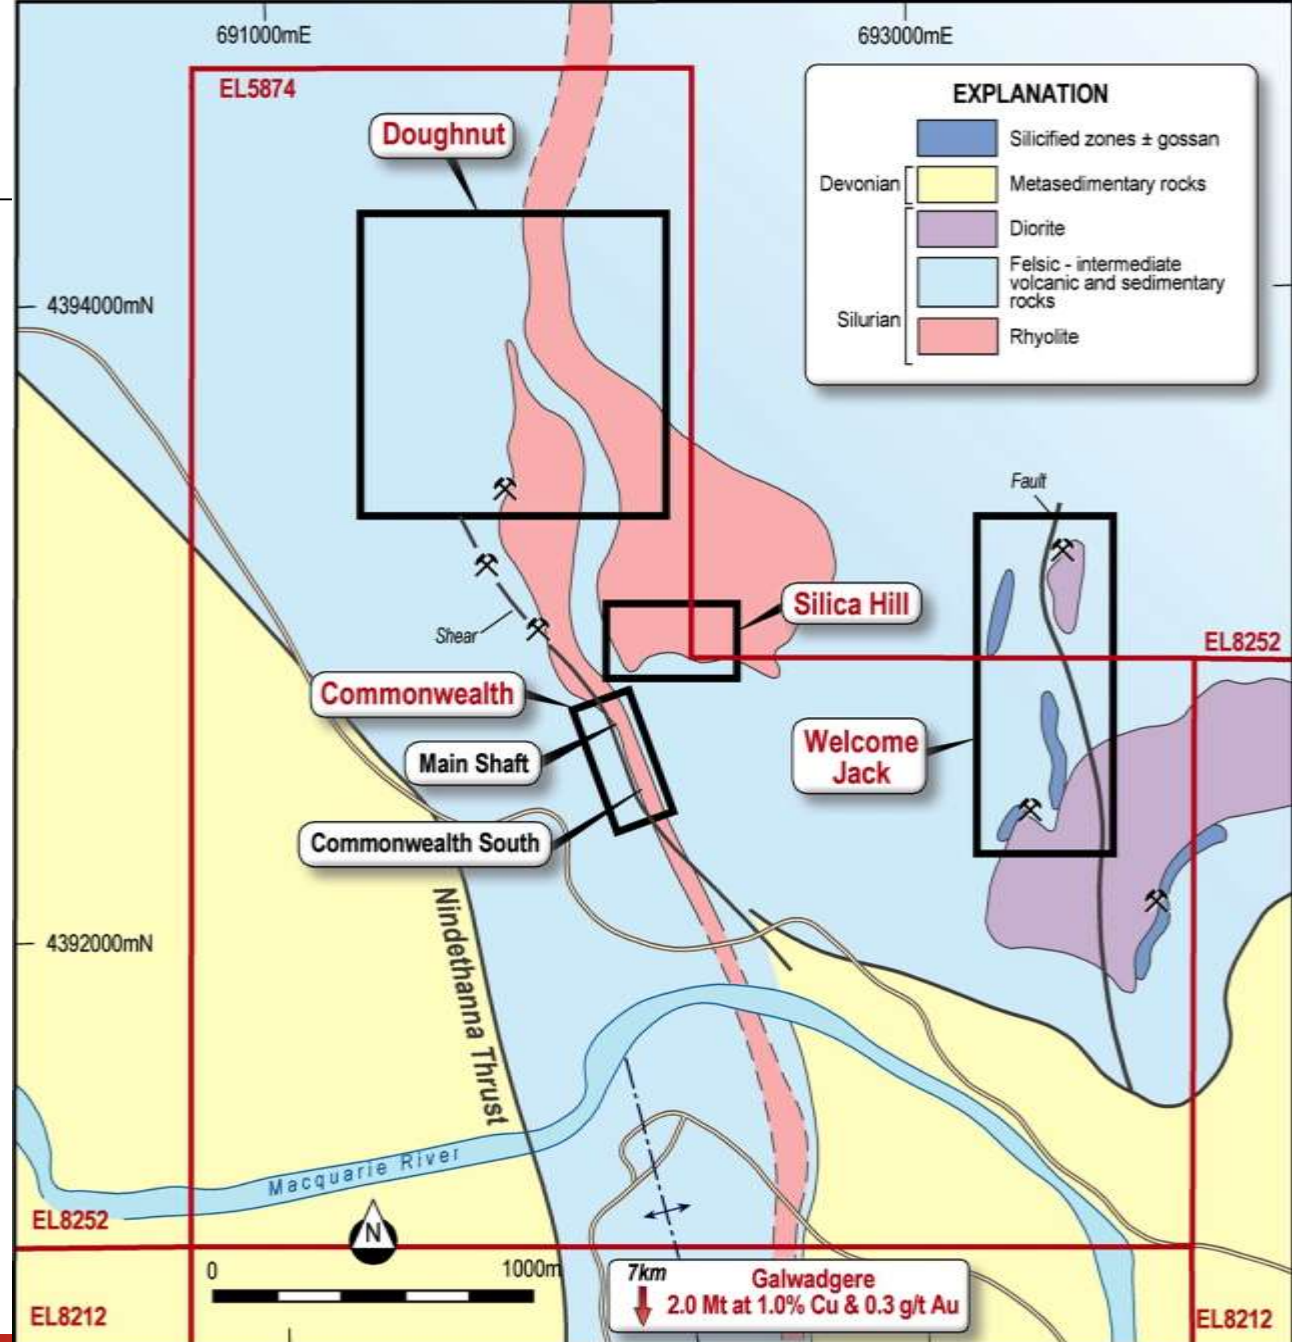 691000mE
693000mE
EL5874
EXPLANATION
Silicified zones ± gossan
Devonian
Metasedimentary rocks
Diorite
Felsic - intermediate
volcanic and sedimentary
rocks
Silurian
Rhyolite
Doughnut
4394000mN
Fault
Silica Hill
Shear
EL8252
Commonwealth
Welcome
Jack
Main Shaft
Commonwealth South
Nindethanna Thrust
4392000mN
Macquarie River
EL8252
N
0
1000m
7km
Galwadgere
2.0 Mt at 1.0% Cu & 0.3 g/t Au
EL8212
EL8212